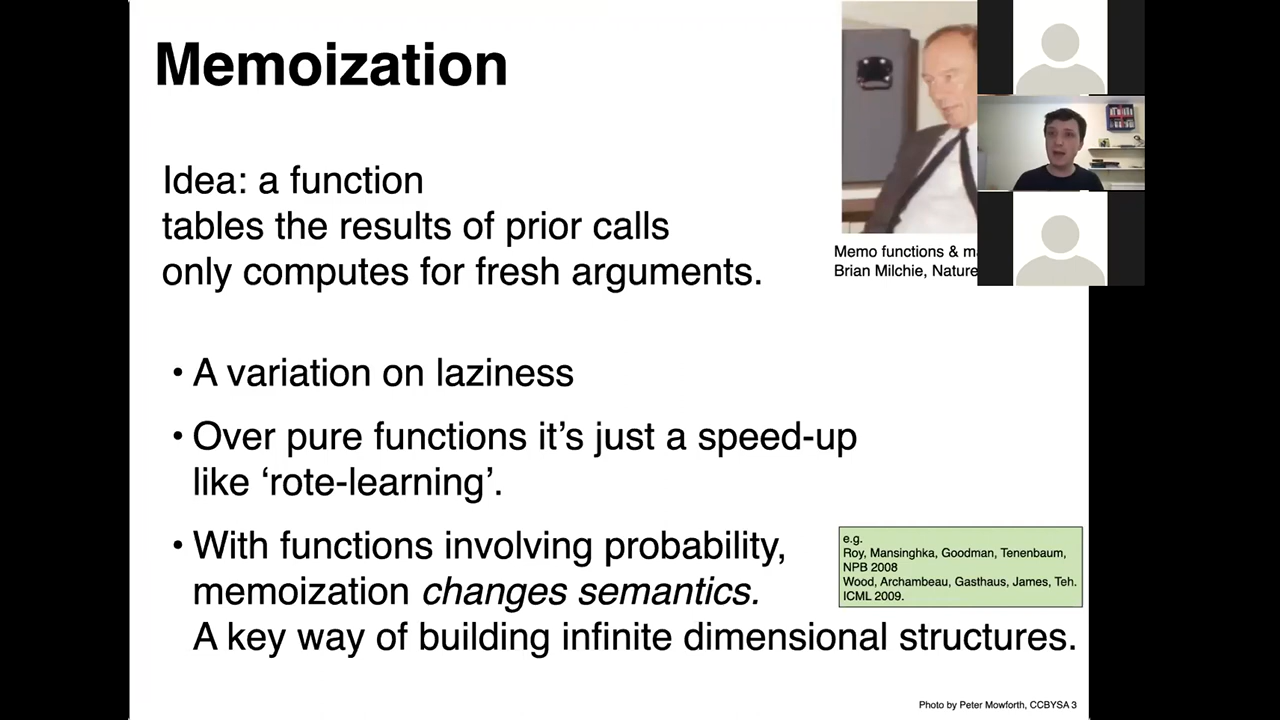 Memoization
Idea: a function
tables the results of prior calls
only computes for fresh arguments.
Memo functions & m
Brian Milchie, Nature
• A variation on laziness
• Over pure functions it’s just a speed-up
like ‘rote-learning’.
• With functions involving probability,
memoization changes semantics.
A key way of building infinite dimensional structures.
e.g.
Roy, Mansinghka, Goodman, Tenenbaum,
NPB 2008
Wood, Archambeau, Gasthaus, James, Teh.
ICML 2009.
Photo by Peter Mowforth, CCBYSA 3